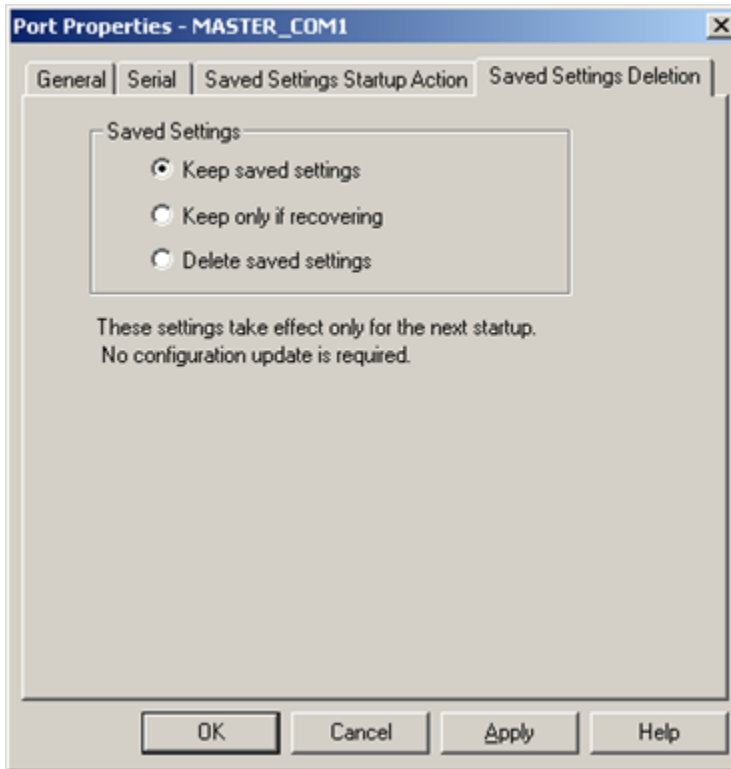 Port Properties - MASTER_COM1
General Serial Saved Settings Startup Action Saved Settings Deletion
Saved Settings
Keep saved settings
Keep only if recovering
Delete saved settings
These settings take effect only for the next startup.
No configuration update is required.
OK Cancel Apply Help